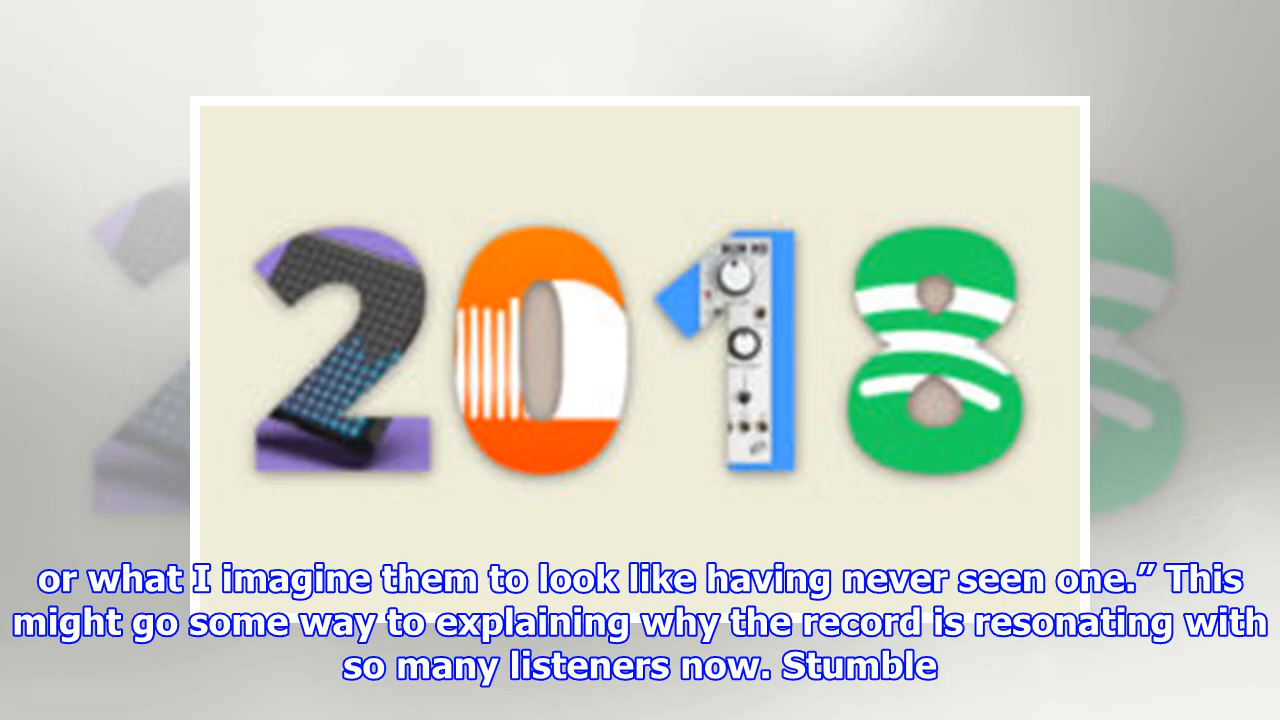 2018
or what I imagine them to look like having never seen one.” This
might go some way to explaining why the record is resonating with
so many listeners now. Stumble